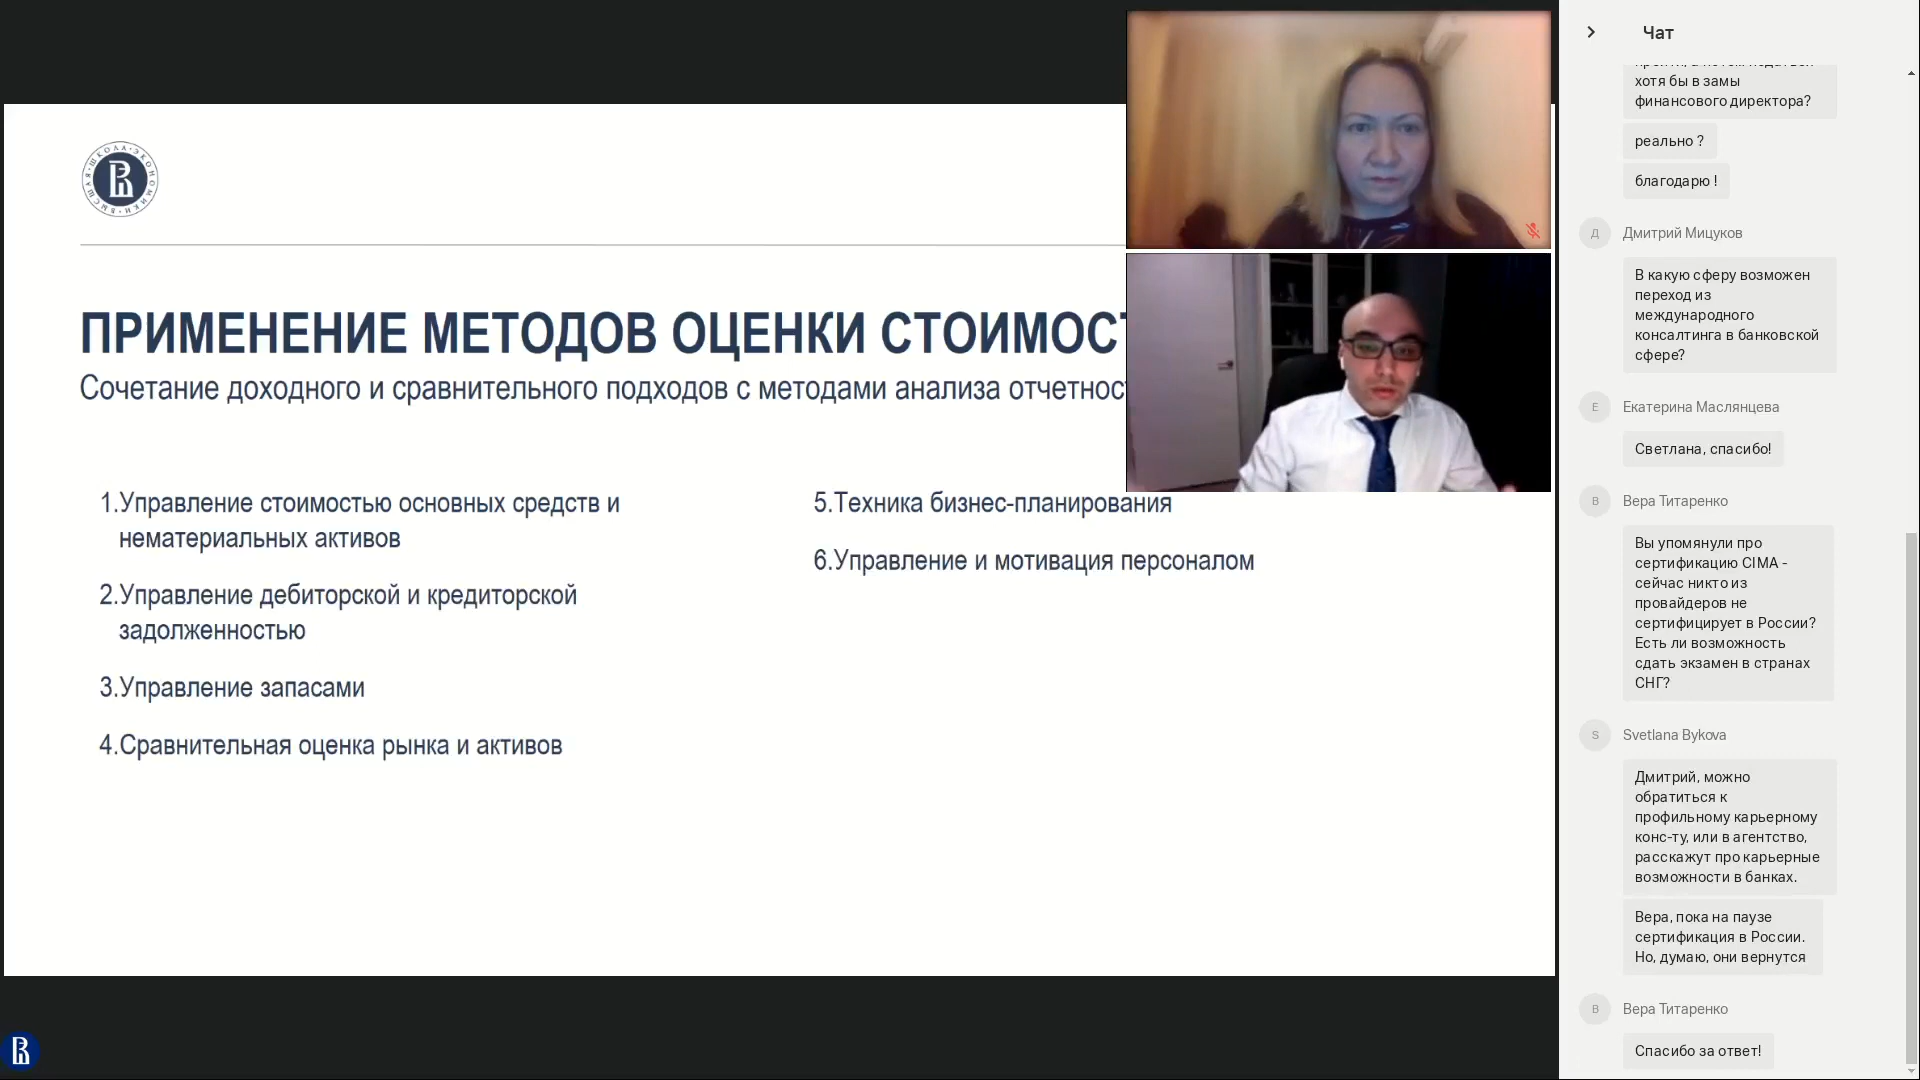 ВЫСШАЯ ШКОЛА ЭКОНОМИКИ
ПРИМЕНЕНИЕ МЕТОДОВ ОЦЕНКИ СТОИМОС
Сочетание доходного и сравнительного подходов с методами анализа отчетнос
1.Управление стоимостью основных средств и
нематериальных активов
2.Управление дебиторской и кредиторской
задолженностью
3.Управление запасами
4.Сравнительная оценка рынка и активов
5.Техника бизнес-планирования
6.Управление и мотивация персоналом
Чат
хотя бы в замы
финансового директора?
реально ?
благодарю !
Д
Дмитрий Мицуков
В какую сферу возможен
переход из
международного
консалтинга в банковской
сфере?
Е
Екатерина Маслянцева
Светлана, спасибо!
В
Вера Титаренко
Вы упомянули про
сертификацию CIMA -
сейчас никто из
провайдеров не
сертифицирует в России?
Есть ли возможность
сдать экзамен в странах
СНГ?
S
Svetlana Bykova
Дмитрий, можно
обратиться к
профильному карьерному
конс-ту, или в агентство,
расскажут про карьерные
возможности в банках.
Вера, пока на паузе
сертификация в России.
Но, думаю, они вернутся
В
Вера Титаренко
Спасибо за ответ!